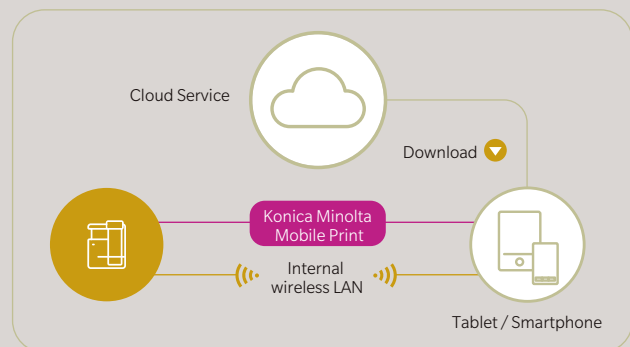 Cloud Service
Download
Konica Minolta
Mobile Print
Internal
wireless LAN
Tablet / Smartphone